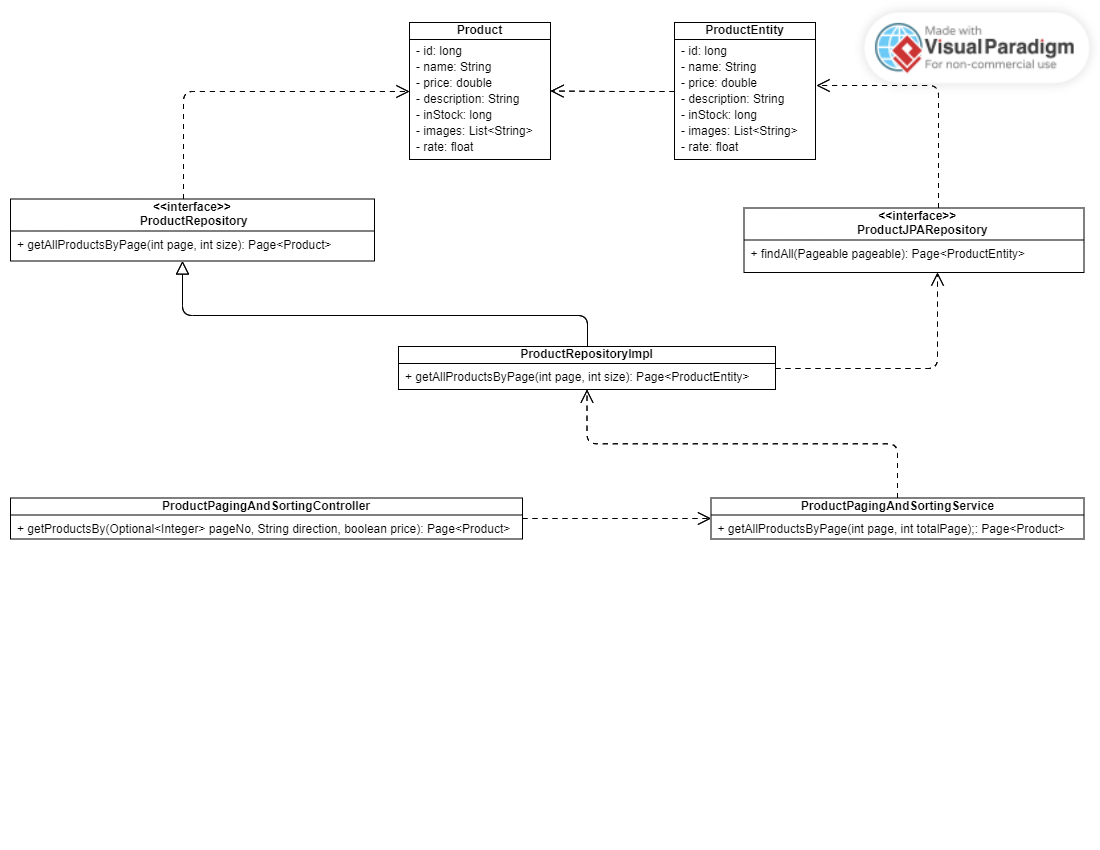 Product
- id: long
- name: String
- price: double
- description: String
- inStock: long
- images: List<String>
- rate: float
ProductEntity
- id: long
- name: String
- price: double
- description: String
- inStock: long
- images: List<String>
- rate: float
Made with
Visual Paradigm
For non-commercial use
<<interface>>
ProductRepository
+ getAllProductsByPage(int page, int size): Page<Product>
<<interface>>
ProductJPARepository
+ findAll(Pageable pageable): Page<ProductEntity>
ProductRepositoryImpl
+ getAllProductsByPage(int page, int size): Page<ProductEntity>
ProductPagingAndSortingController
+ getProductsBy(Optional<Integer> pageNo, String direction, boolean price): Page<Product>
ProductPagingAndSortingService
+ getAllProductsByPage(int page, int totalPage);: Page<Product>